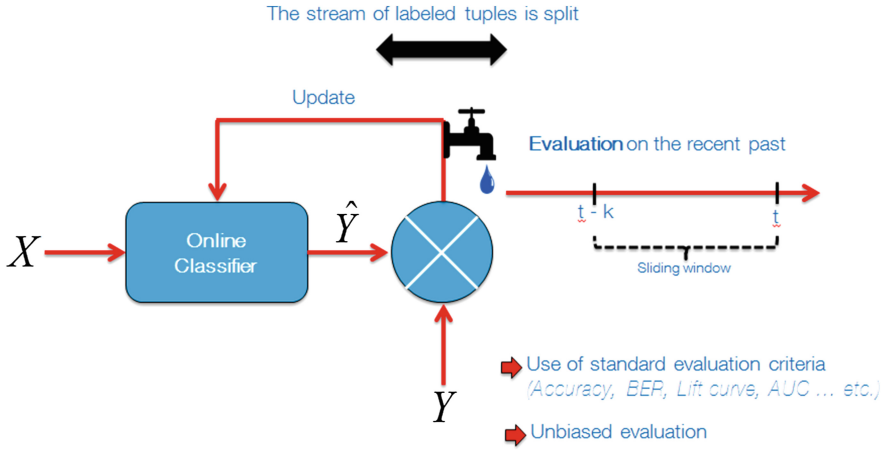 The stream of labeled tuples is split
Update
Evaluation on the recent past
t - k
t
Sliding window
X
Online
Classifier
Ŷ
Y
Use of standard evaluation criteria
(Accuracy, BER, Lift curve, AUC ... etc.)
Unbiased evaluation